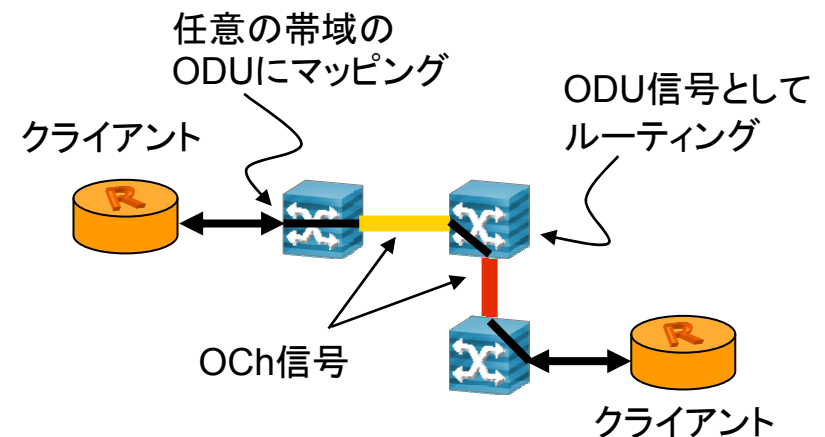 任意の帯域の
ODUにマッピング
ODU信号として
ルーティング
クライアント
R
OCh信号
R
クライアント